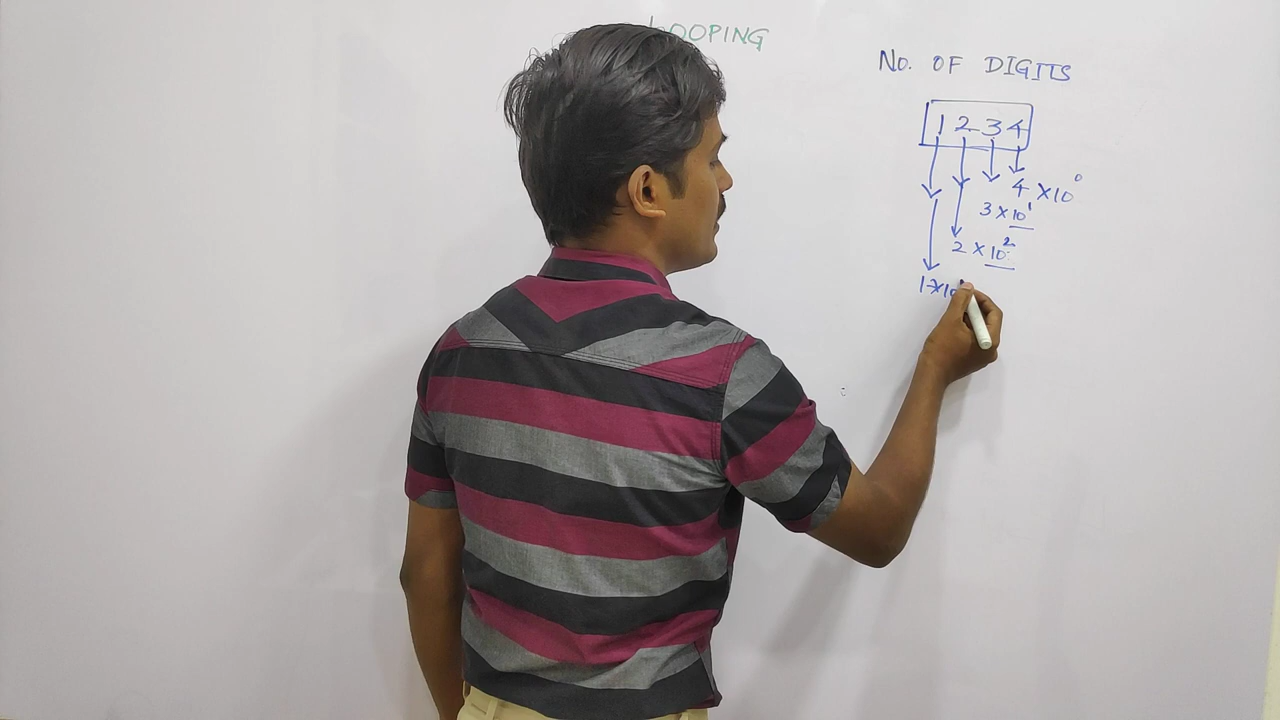 LOOPING
No. OF DIGITS
1 2 3 4
4 × 10⁰
3 × 10¹
2 × 10²
1 × 10